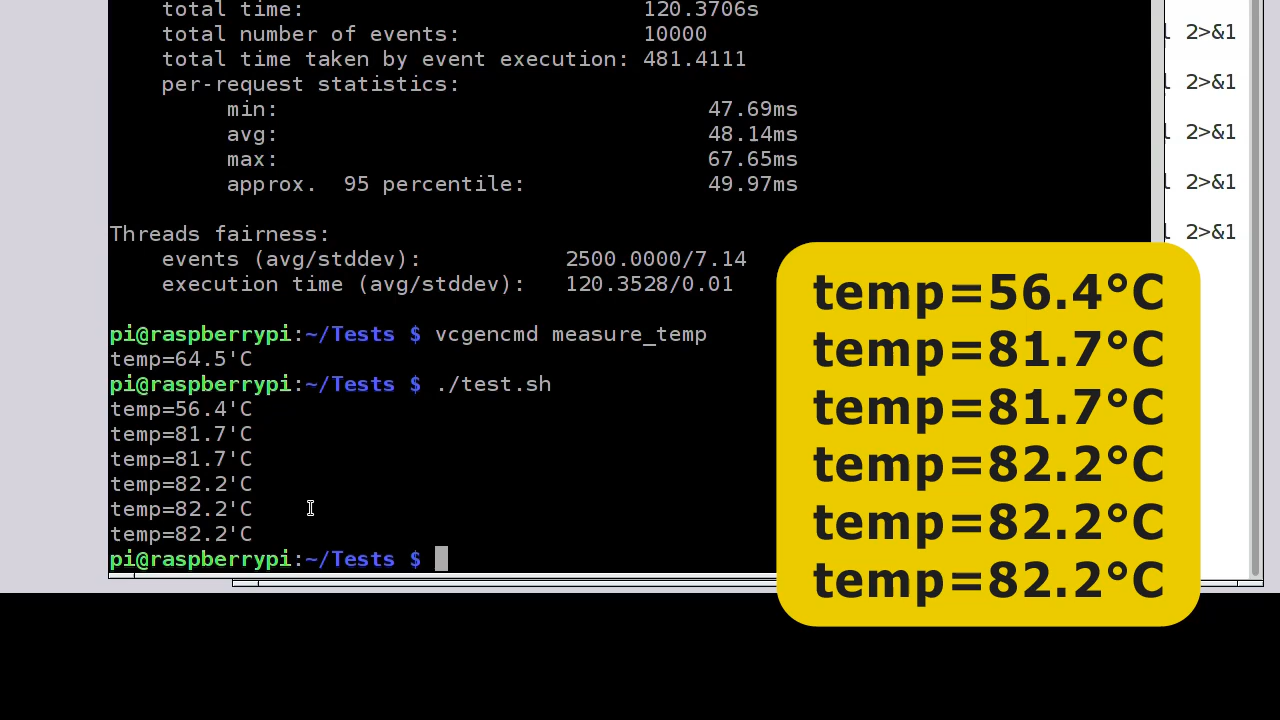 total time: 120.3706s
total number of events: 10000
total time taken by event execution: 481.4111
per-request statistics:
min: 47.69ms
avg: 48.14ms
max: 67.65ms
approx.  95 percentile: 49.97ms
Threads fairness:
events (avg/stddev): 2500.0000/7.14
execution time (avg/stddev): 120.3528/0.01
pi@raspberrypi:~/Tests $ vcgencmd measure_temp
temp=64.5'C
pi@raspberrypi:~/Tests $ ./test.sh
temp=56.4'C
temp=81.7'C
temp=81.7'C
temp=82.2'C
temp=82.2'C
temp=82.2'C
pi@raspberrypi:~/Tests $
l 2>&1
l 2>&1
l 2>&1
l 2>&1
l 2>&1
temp=56.4°C
temp=81.7°C
temp=81.7°C
temp=82.2°C
temp=82.2°C
temp=82.2°C